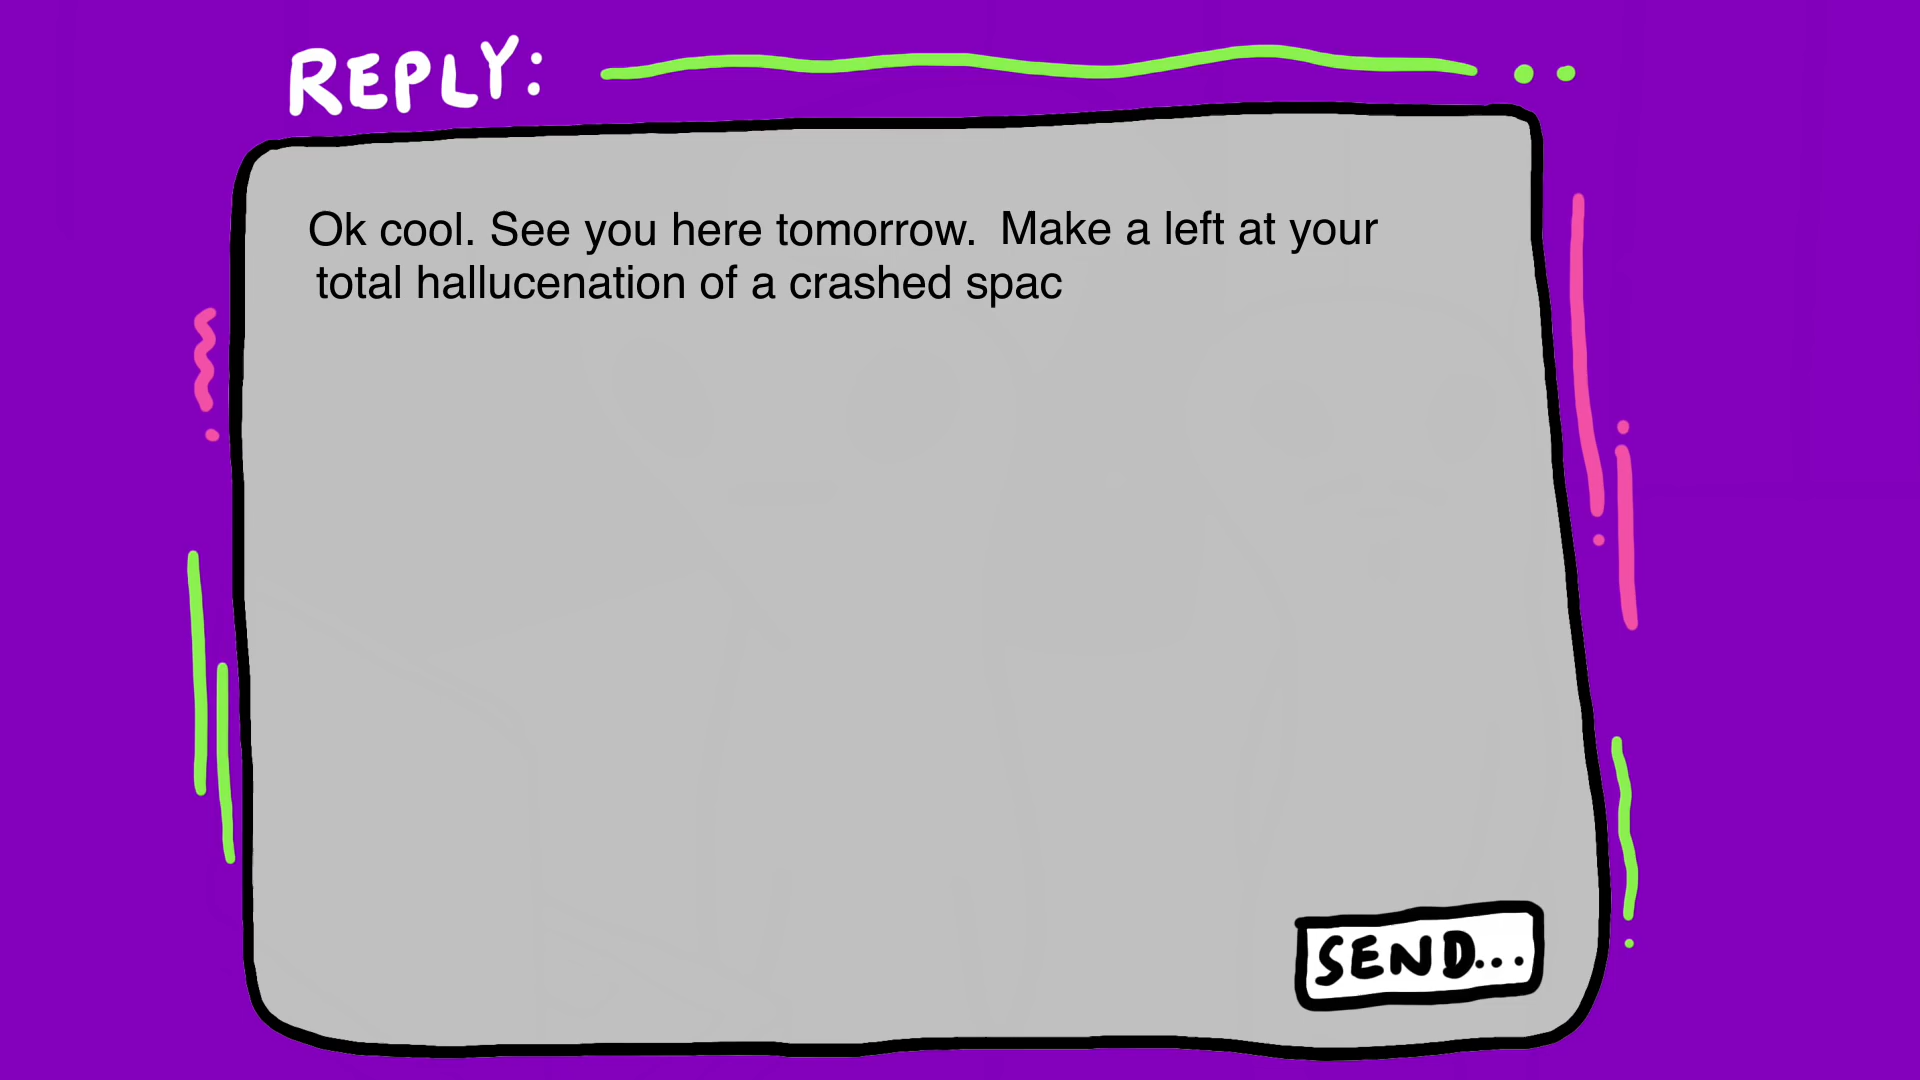 REPLY:
Ok cool. See you here tomorrow. Make a left at your
total hallucenation of a crashed spac
SEND...